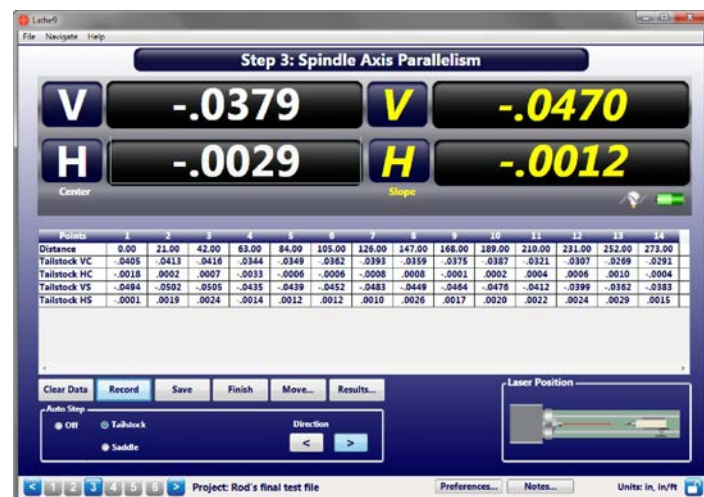 Lathe9
File Navigate Help
Step 3: Spindle Axis Parallelism
V -.0379 V -.0470
H -.0029 H -.0012
Center Slope
Points 1 2 3 4 5 6 7 8 9 10 11 12 13 14
Distance 0.00 21.00 42.00 63.00 84.00 105.00 126.00 147.00 168.00 189.00 210.00 231.00 252.00 273.00
Tailstock VC -.0405 -.0413 -.0416 -.0344 -.0349 -.0362 -.0393 -.0359 -.0375 -.0387 -.0321 -.0307 -.0269 -.0291
Tailstock HC -.0018 .0002 .0007 -.0033 -.0006 -.0006 -.0008 .0008 -.0001 .0002 .0004 .0006 .0010 -.0004
Tailstock VS -.0494 -.0502 -.0505 -.0435 -.0439 -.0452 -.0483 -.0449 -.0464 -.0476 -.0412 -.0399 -.0362 -.0383
Tailstock HS -.0001 .0019 .0024 -.0014 .0012 .0012 .0010 .0026 .0017 .0020 .0022 .0024 .0029 .0015
Clear Data Record Save Finish Move... Results... Laser Position
Auto Step
Off Tailstock Direction
Saddle < >
< 1 2 3 4 5 6 > Project: Rod's final test file Preferences... Notes... Units: in, in/ft